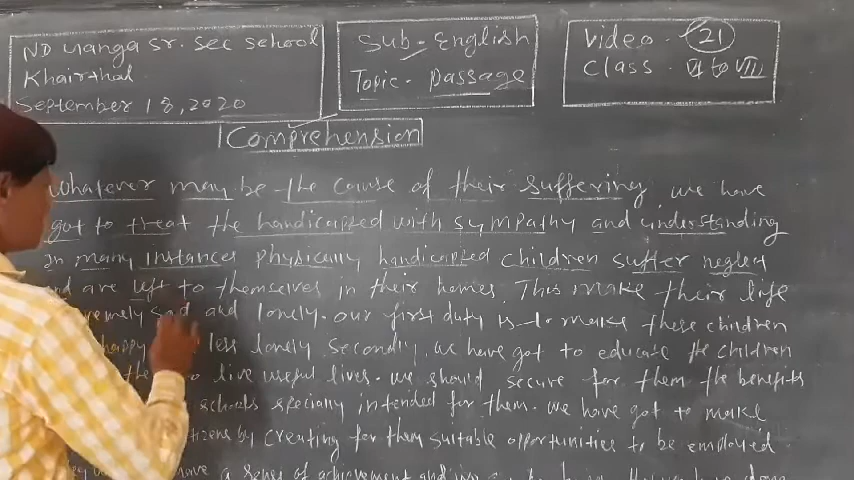 ND Yanga Sr. Sec School
Khairthal
September 18, 2020
Sub - English
Topic - Passage
Video - 21
Class - VI to VIII
Comprehension
Whatever may be the cause of their suffering we have
got to treat the handicapped with sympathy and understanding
In many instances physically handicapped children suffer neglect
and are left to themselves in their homes. This make their life
sad and lonely. Our first duty is to make these children
happy less lonely. Secondly, we have got to educate the children
the to live useful lives. We should secure for them the benefits
schools specially intended for them. We have got to make
by creating for them suitable opportunities to be employed
have a sense of achievement and